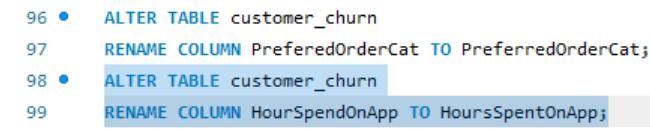 96 ALTER TABLE customer_churn
97 RENAME COLUMN PreferedOrderCat TO PreferredOrderCat;
98 ALTER TABLE customer_churn
99 RENAME COLUMN HourSpendOnApp TO HoursSpentOnApp;